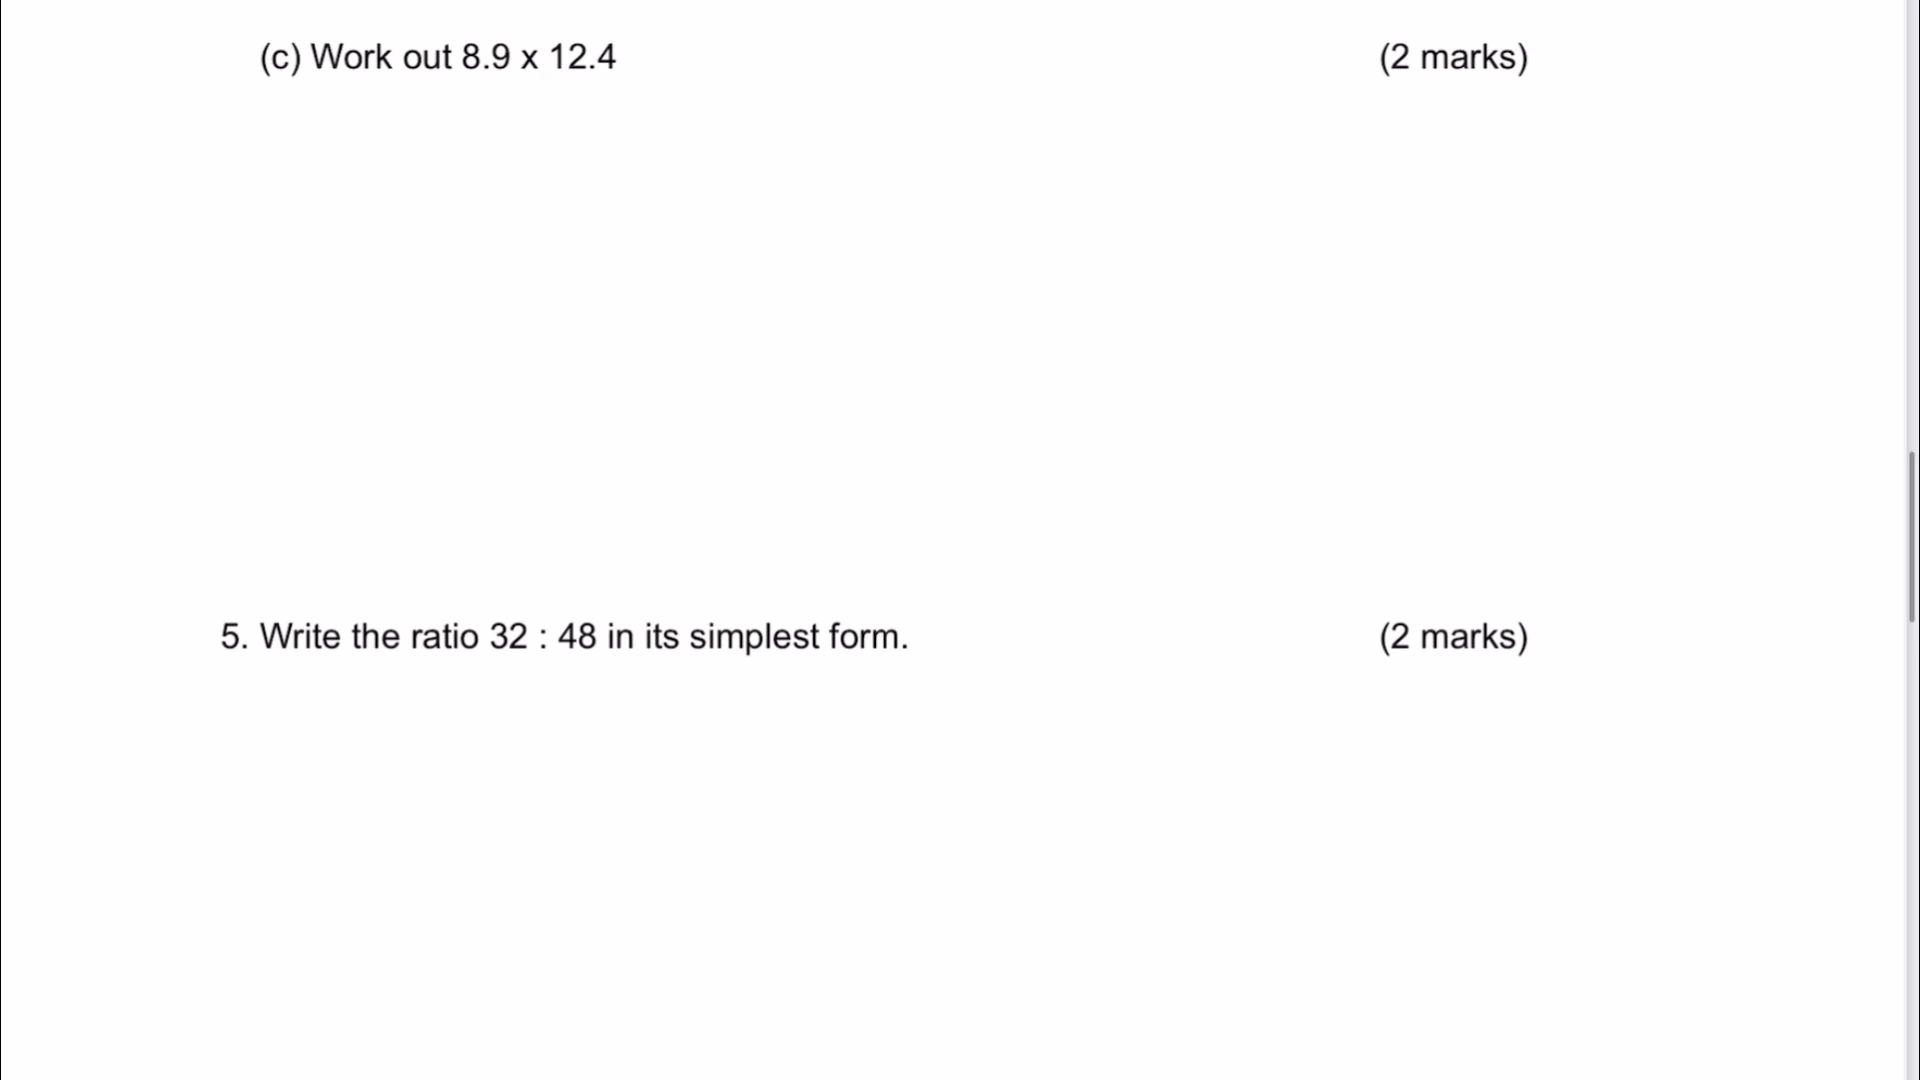 (c) Work out 8.9 x 12.4 (2 marks)
5. Write the ratio 32 : 48 in its simplest form. (2 marks)